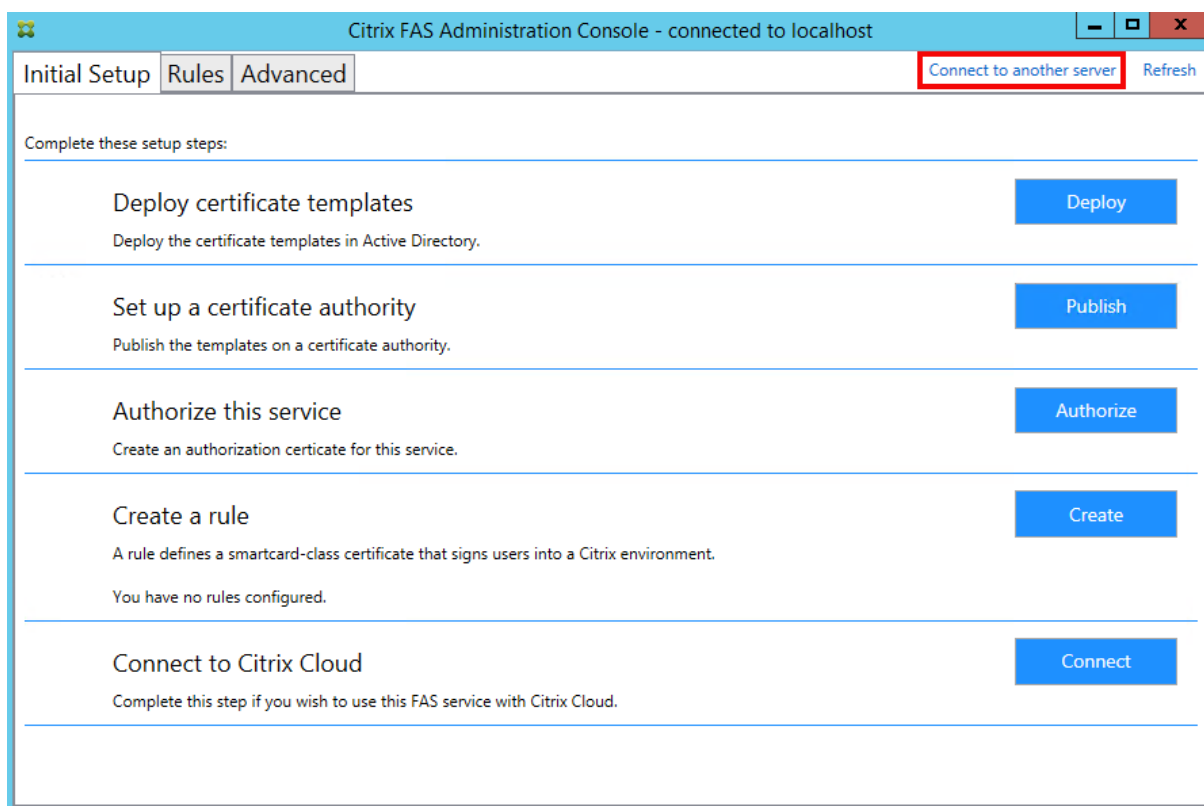 Citrix FAS Administration Console - connected to localhost
Initial Setup Rules Advanced Connect to another server Refresh
Complete these setup steps:
Deploy certificate templates
Deploy
Deploy the certificate templates in Active Directory.
Set up a certificate authority
Publish
Publish the templates on a certificate authority.
Authorize this service
Authorize
Create an authorization certicate for this service.
Create a rule
Create
A rule defines a smartcard-class certificate that signs users into a Citrix environment.
You have no rules configured.
Connect to Citrix Cloud
Connect
Complete this step if you wish to use this FAS service with Citrix Cloud.